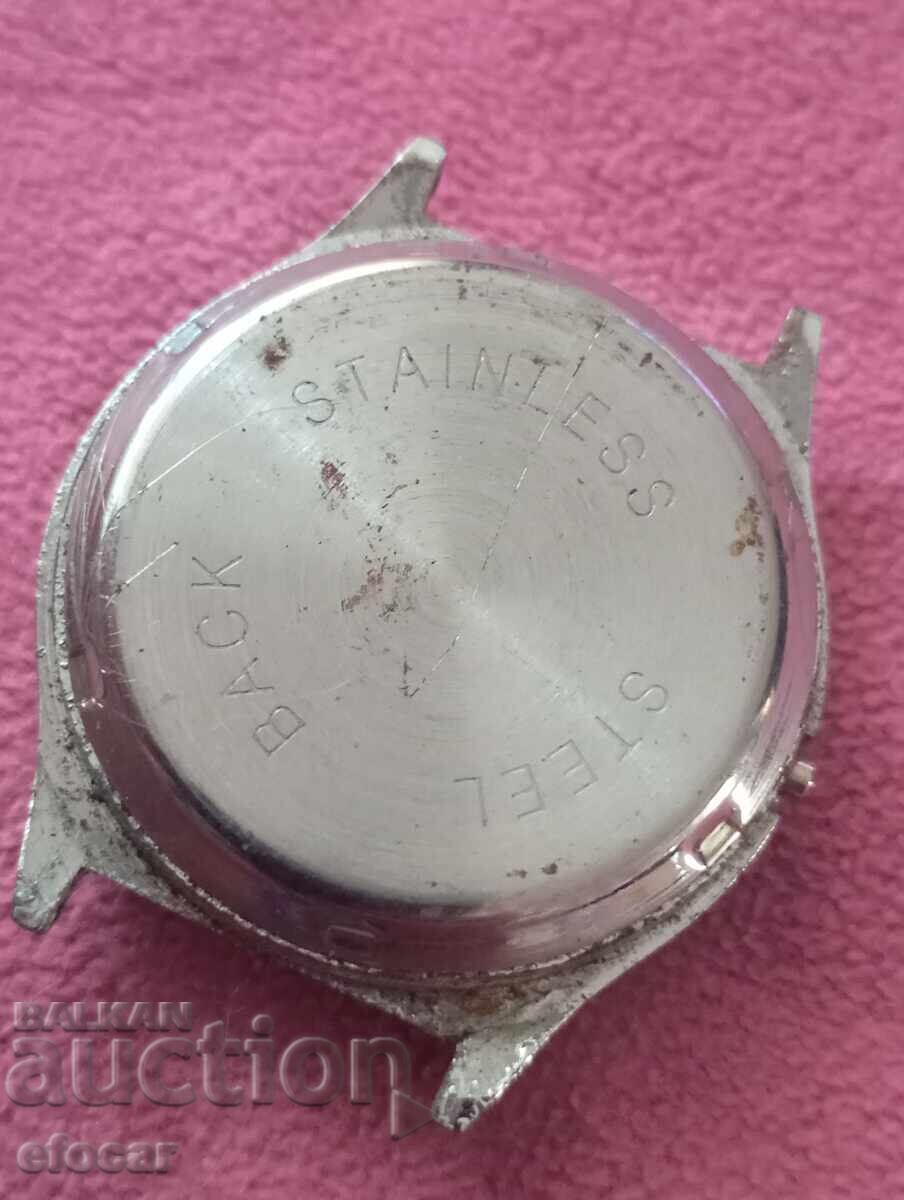 STAINLESS
STEEL
BACK
BALKAN
auction
efocar